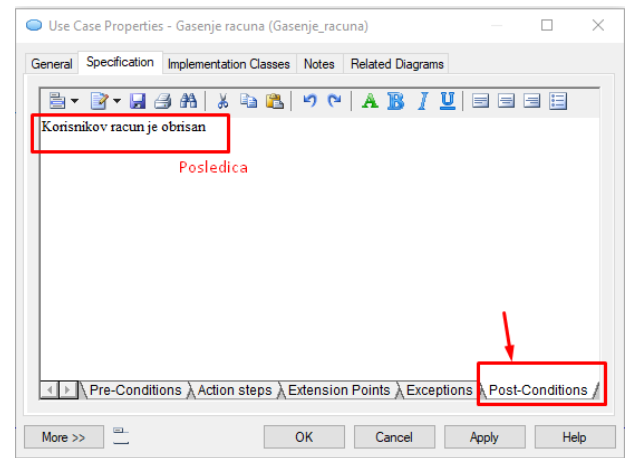 Use Case Properties - Gasenje racuna (Gasenje_racuna)
General Specification Implementation Classes Notes Related Diagrams
A B I U
Korisnikov racun je obrisan
Posledica
Pre-Conditions Action steps Extension Points Exceptions Post-Conditions
More >> OK Cancel Apply Help